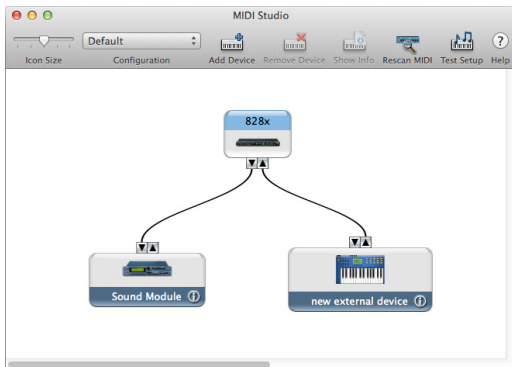 MIDI Studio
Default
Icon Size
Configuration
Add Device
Remove Device
Show Info
Rescan MIDI
Test Setup
?
Help
828x
Sound Module
new external device